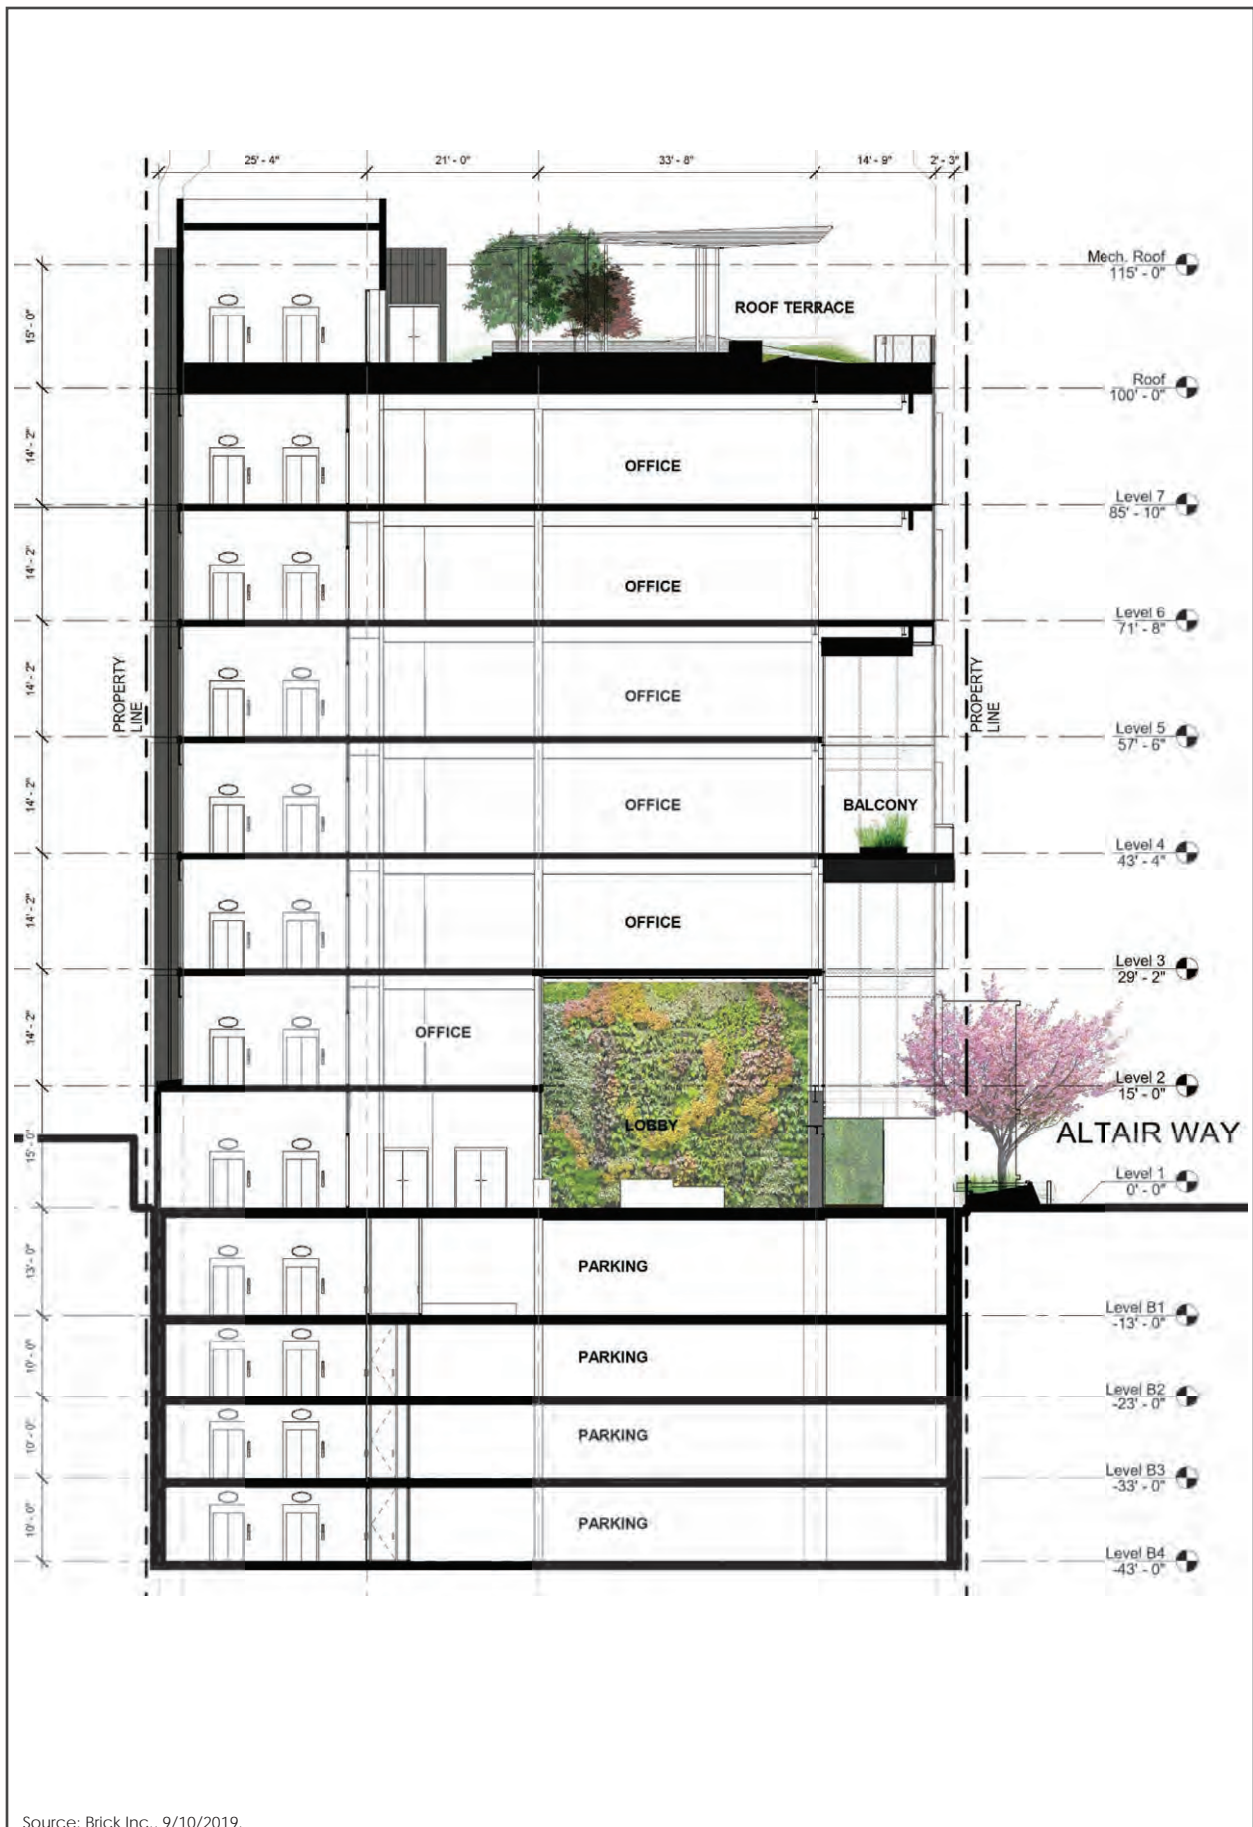 25' - 4"
21' - 0"
33' - 8"
14' - 9"
2' - 3"
Mech. Roof
115' - 0"
15' - 0"
ROOF TERRACE
Roof
100' - 0"
14' - 2"
OFFICE
Level 7
85' - 10"
14' - 2"
OFFICE
Level 6
71' - 8"
14' - 2"
PROPERTY
LINE
OFFICE
PROPERTY
LINE
Level 5
57' - 6"
14' - 2"
OFFICE
BALCONY
Level 4
43' - 4"
14' - 2"
OFFICE
Level 3
29' - 2"
14' - 2"
OFFICE
Level 2
15' - 0"
15' - 0"
LOBBY
ALTAIR WAY
Level 1
0' - 0"
13' - 0"
PARKING
Level B1
-13' - 0"
10' - 0"
PARKING
Level B2
-23' - 0"
10' - 0"
PARKING
Level B3
-33' - 0"
10' - 0"
PARKING
Level B4
-43' - 0"
Source: Brick Inc., 9/10/2019.